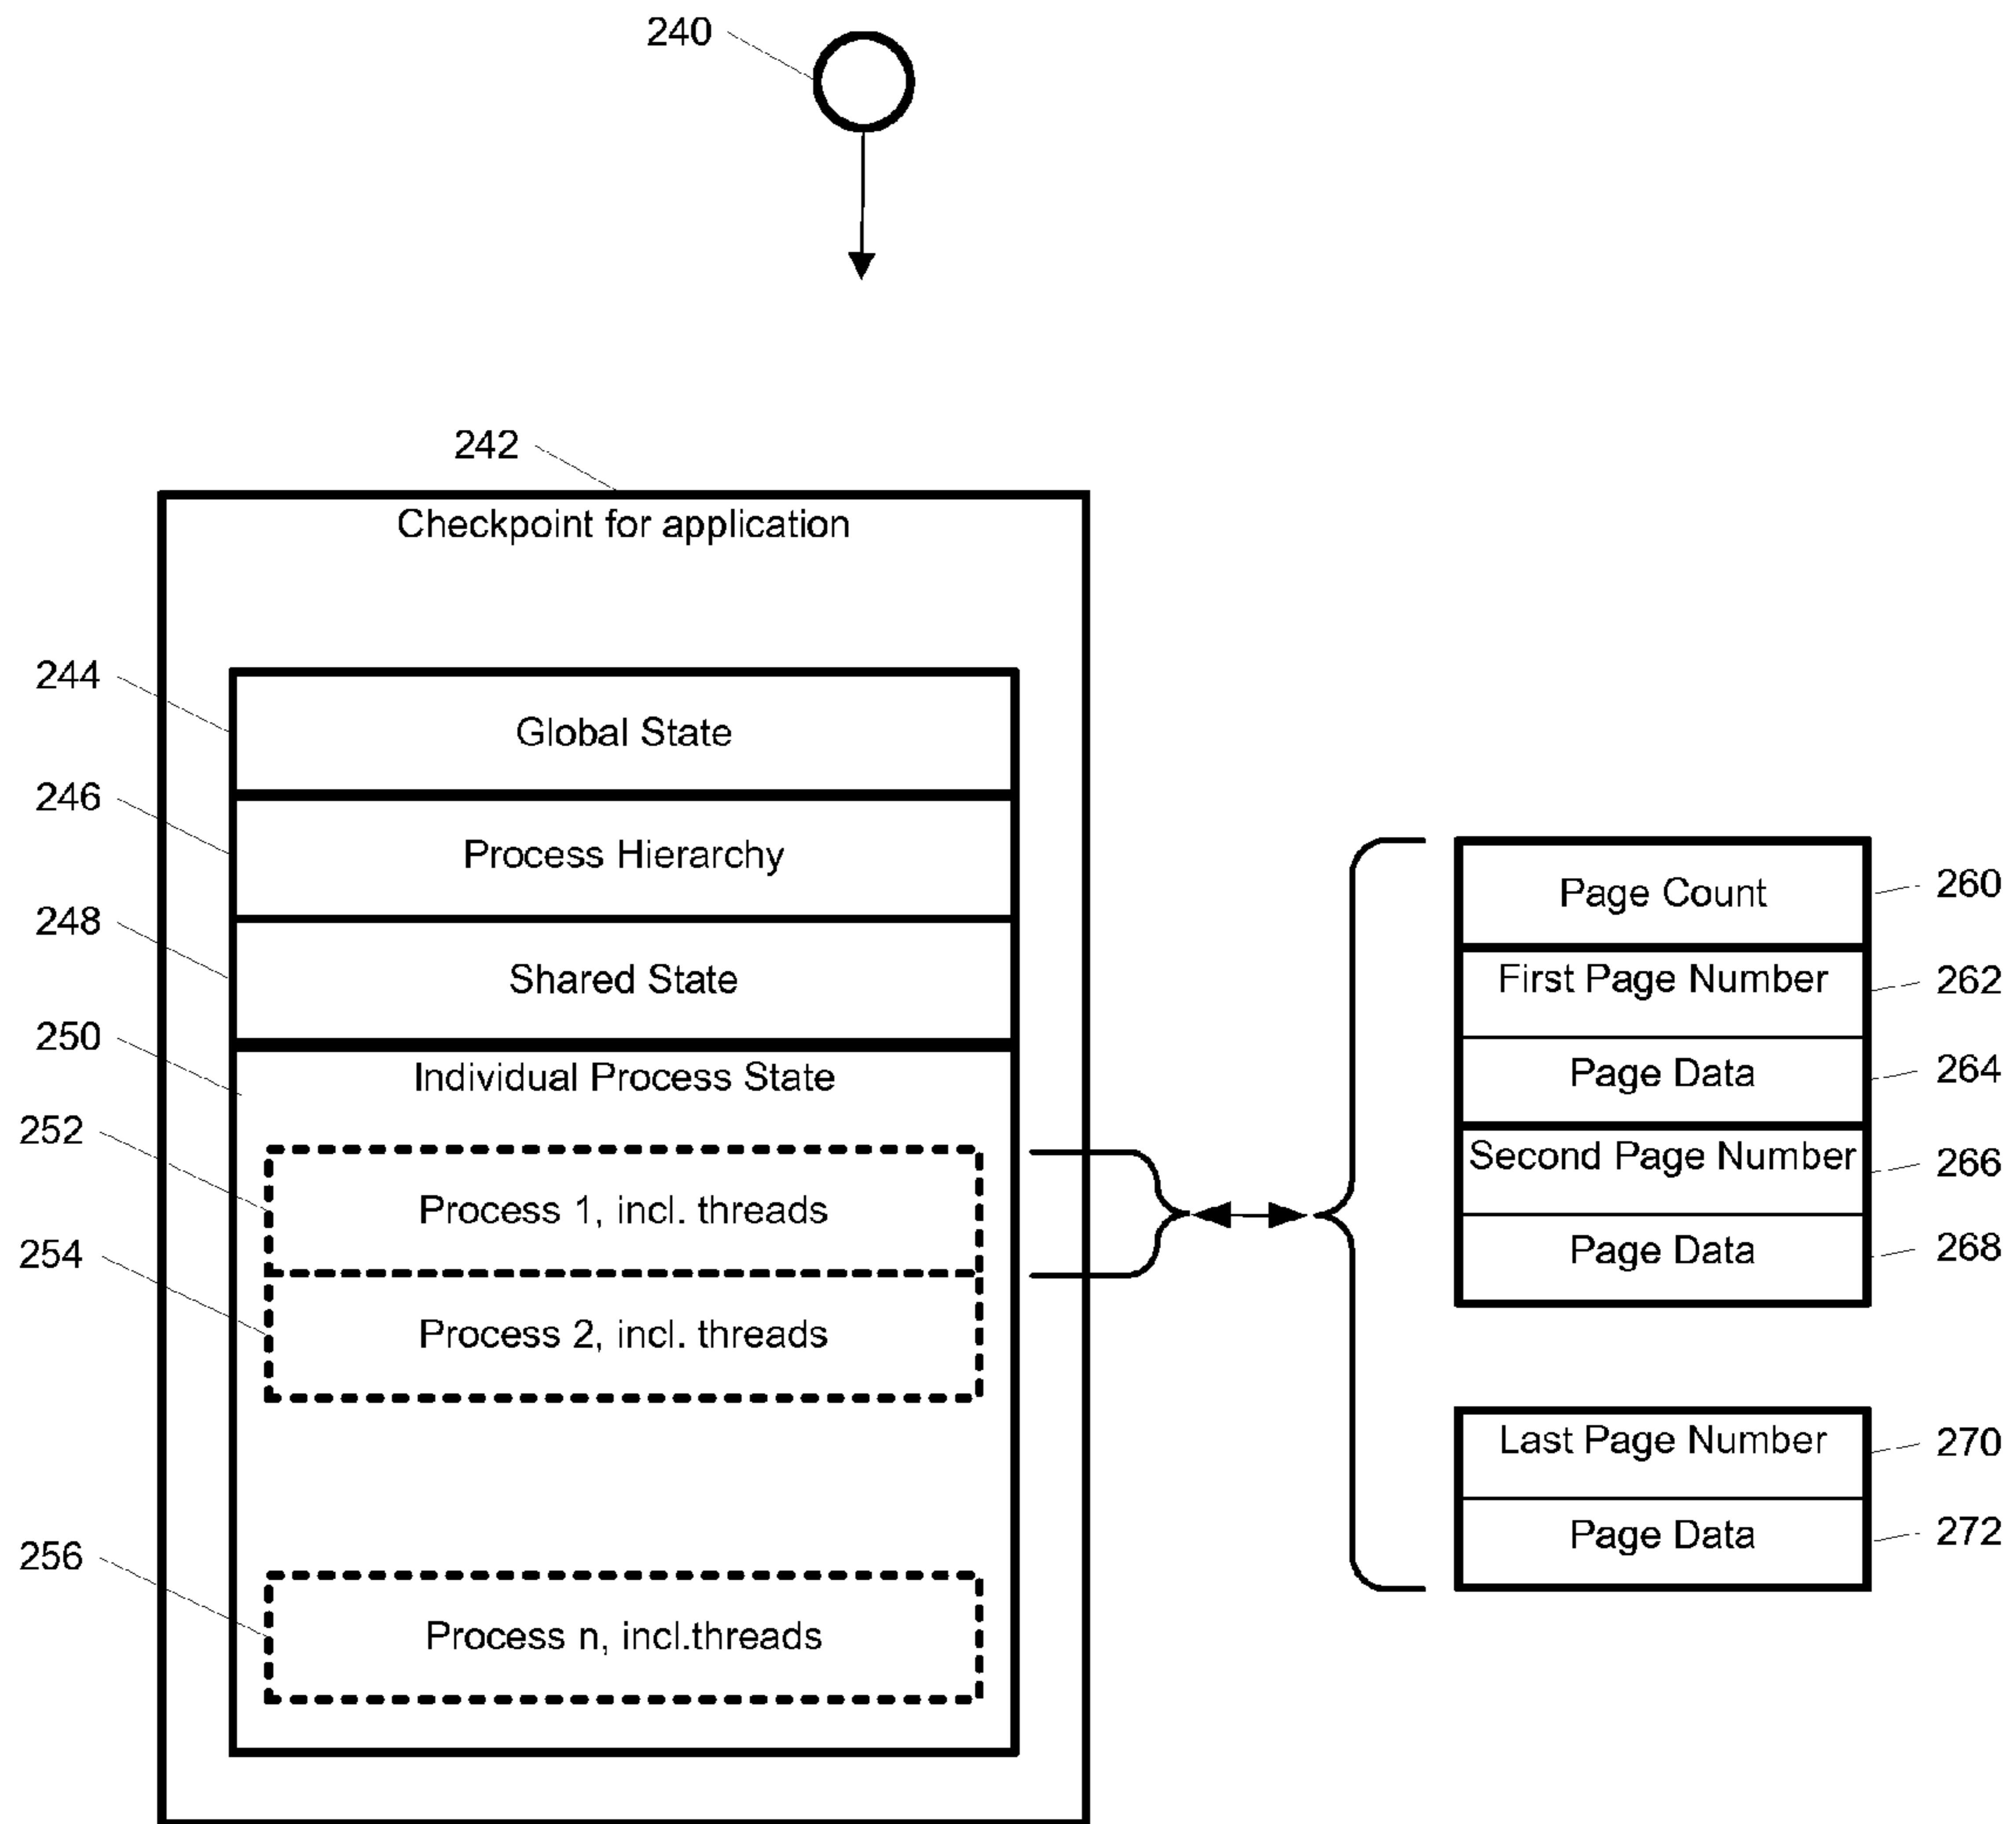 240
242
Checkpoint for application
244
Global State
246
Process Hierarchy
248
Shared State
250
Individual Process State
252
Process 1, incl. threads
254
Process 2, incl. threads
256
Process n, incl.threads
Page Count
260
First Page Number
262
Page Data
264
Second Page Number
266
Page Data
268
Last Page Number
270
Page Data
272